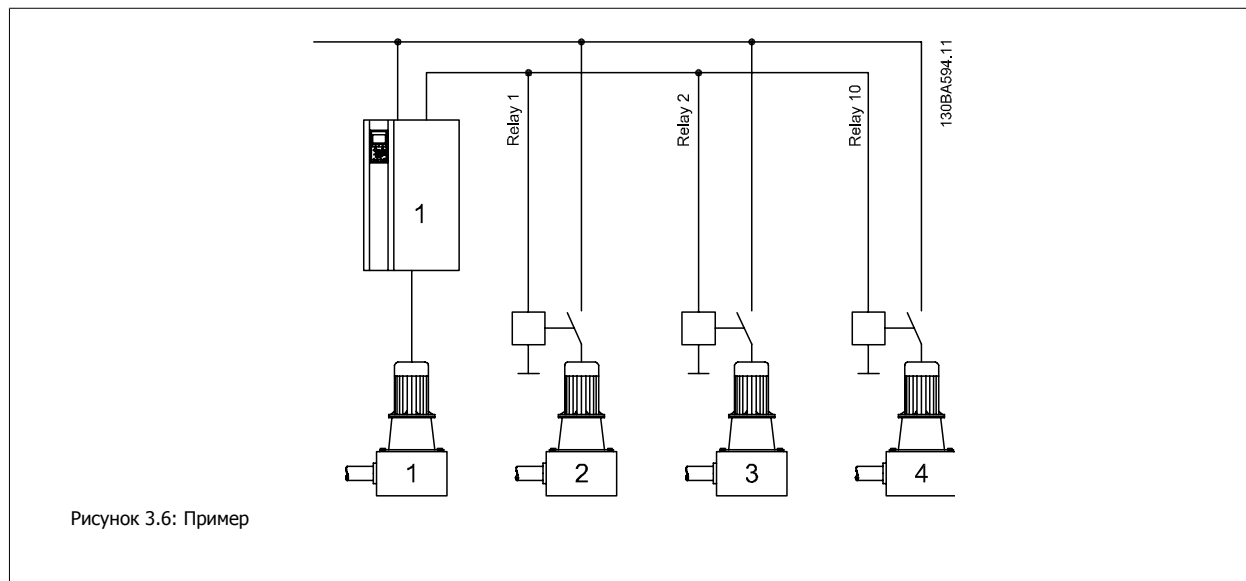 130BA594.11
Relay 1
Relay 2
Relay 10
1
1
2
3
4
Рисунок 3.6: Пример